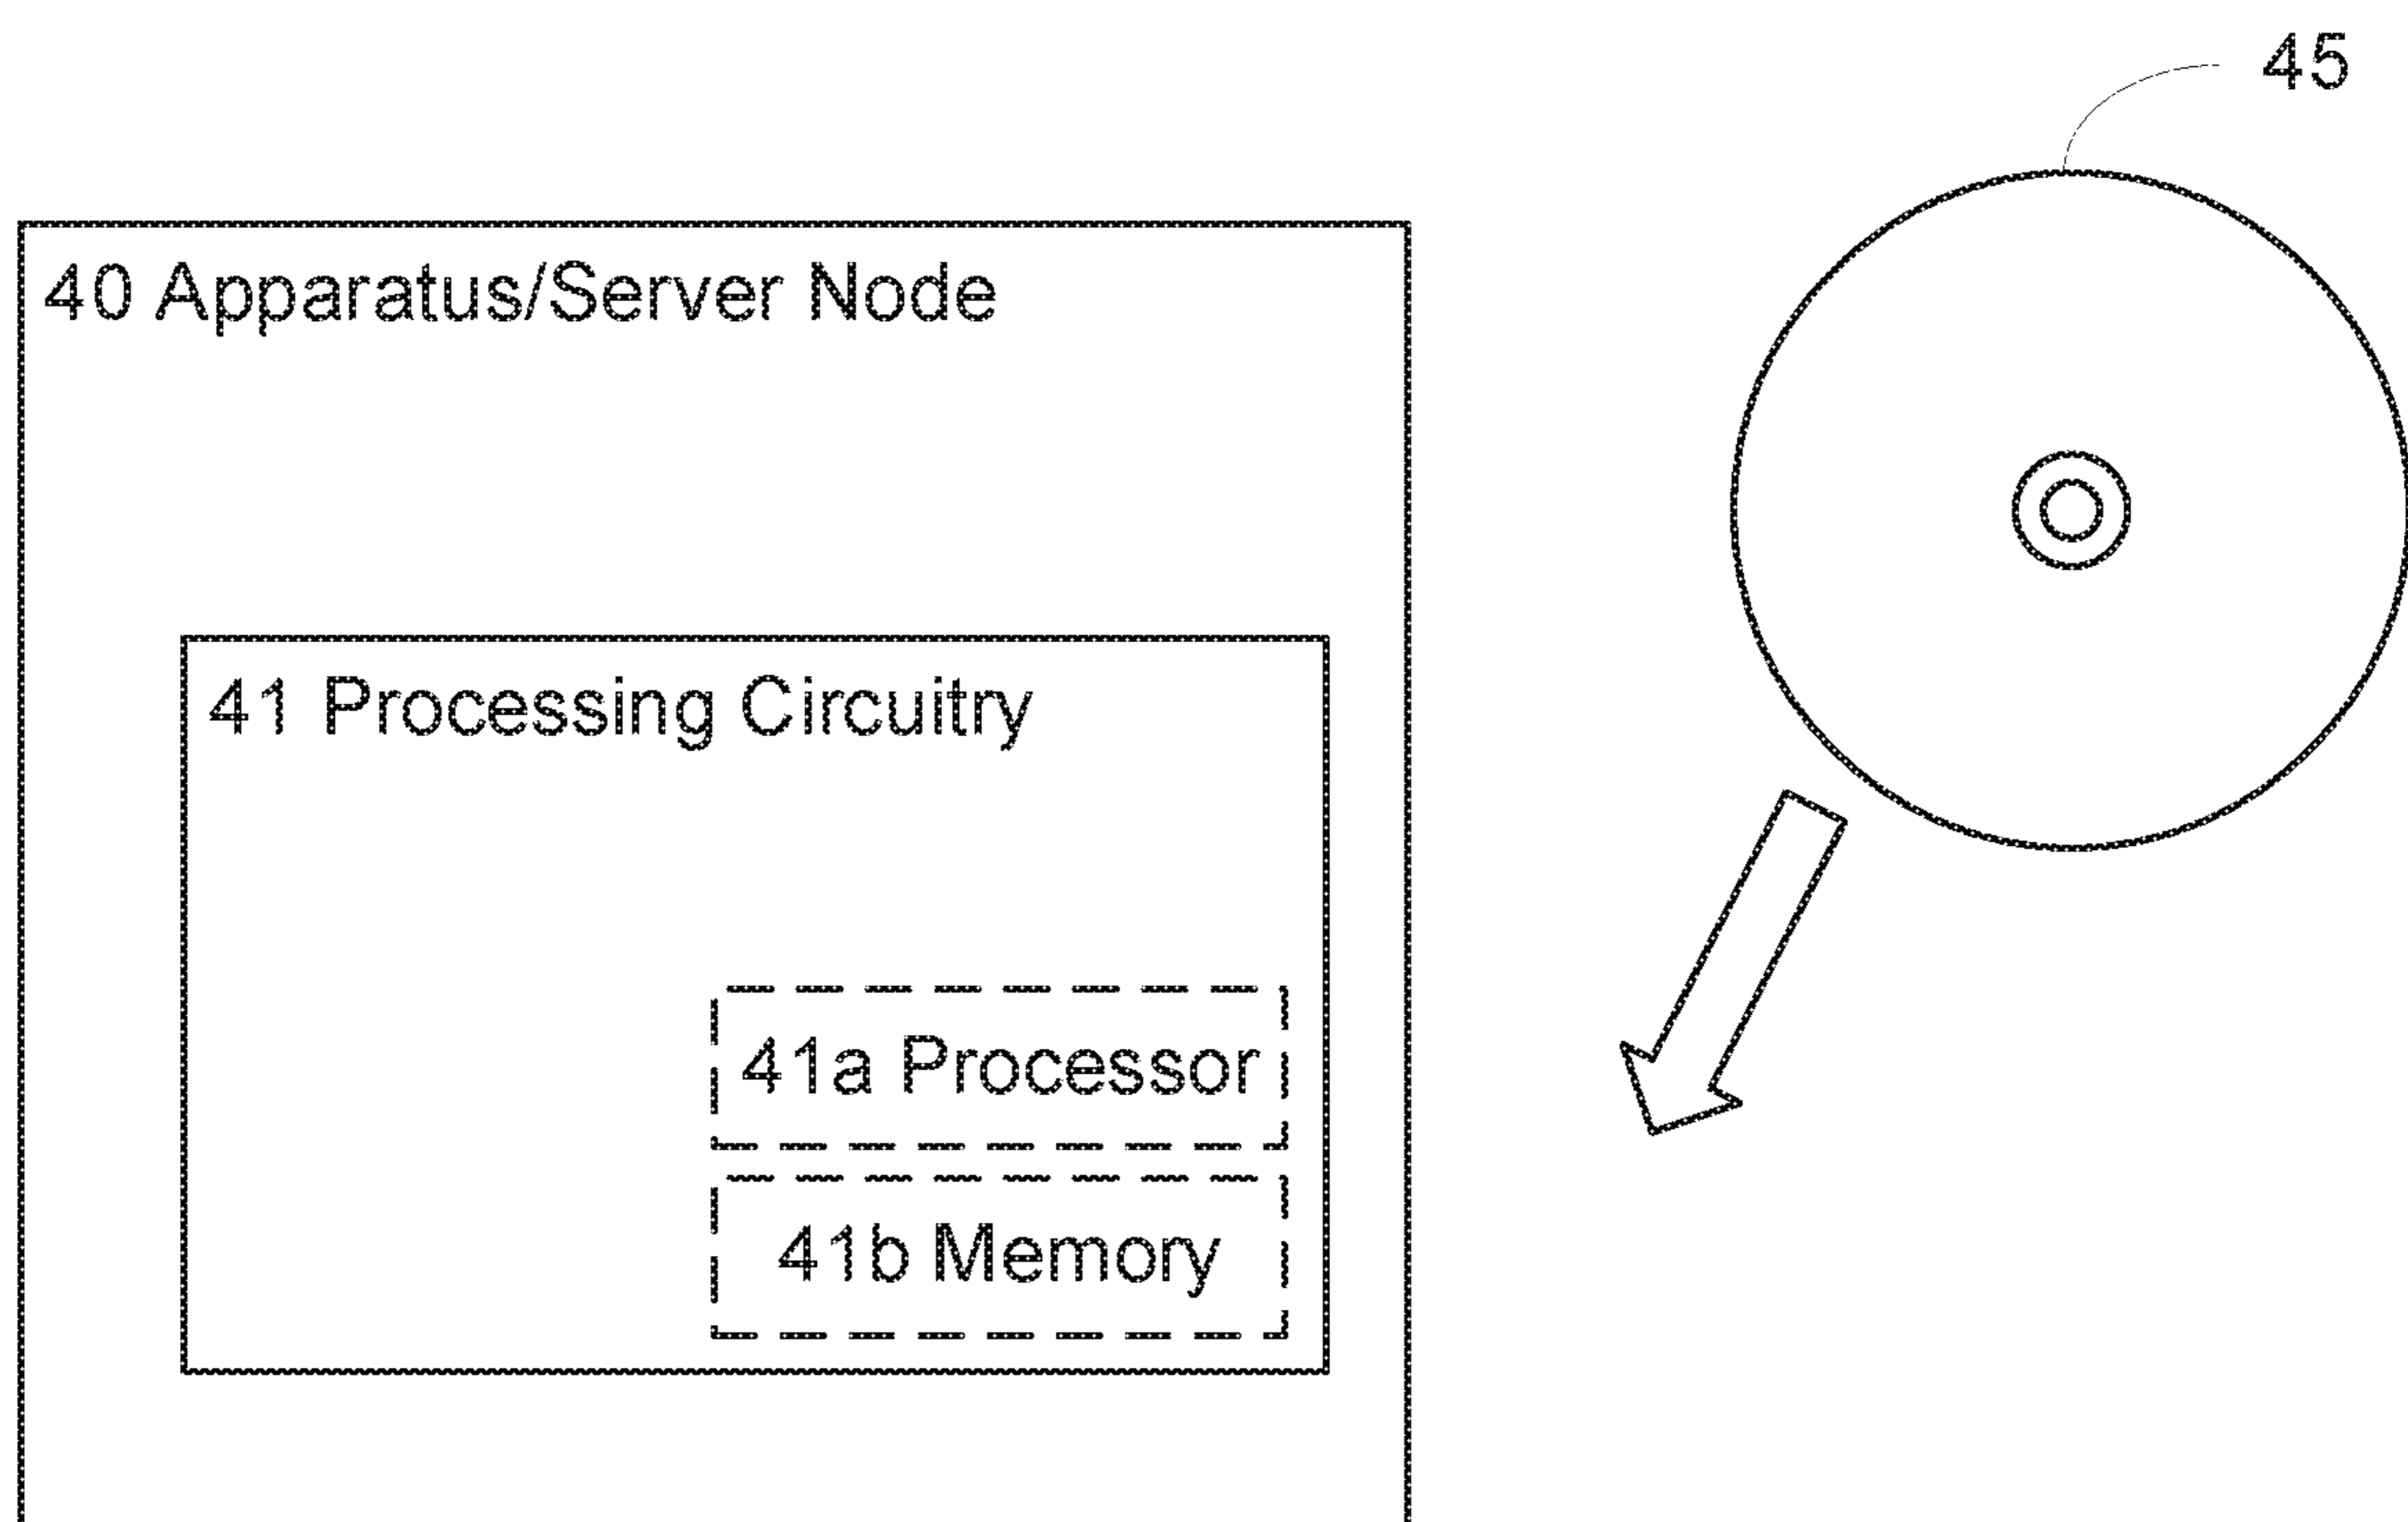 45
40 Apparatus/Server Node
41 Processing Circuitry
41a Processor
41b Memory